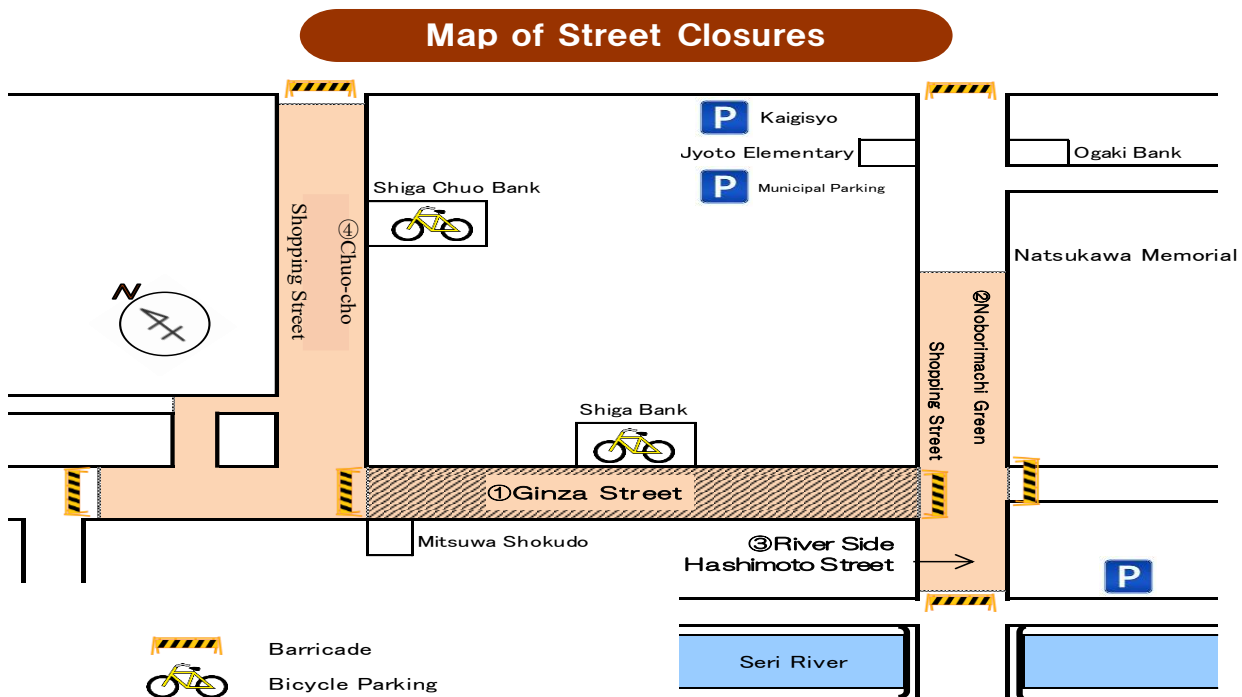 Map of Street Closures
P Kaigisyo
Jyoto Elementary
Ogaki Bank
P Municipal Parking
Shiga Chuo Bank
④Chuo-cho
Shopping Street
Natsukawa Memorial
N
②Noborimachi Green
Shopping Street
Shiga Bank
①Ginza Street
Mitsuwa Shokudo
③River Side
Hashimoto Street
P
Barricade
Seri River
Bicycle Parking